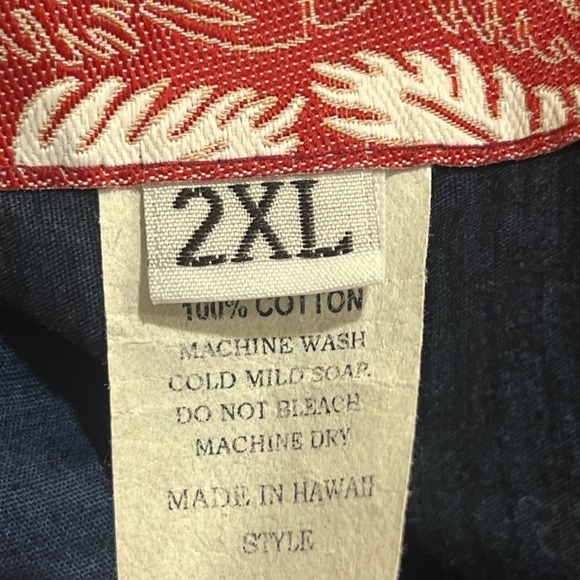 2XL
100% COTTON
MACHINE WASH
COLD MILD SOAP.
DO NOT BLEACH
MACHINE DRY
MADE IN HAWAII
STYLE